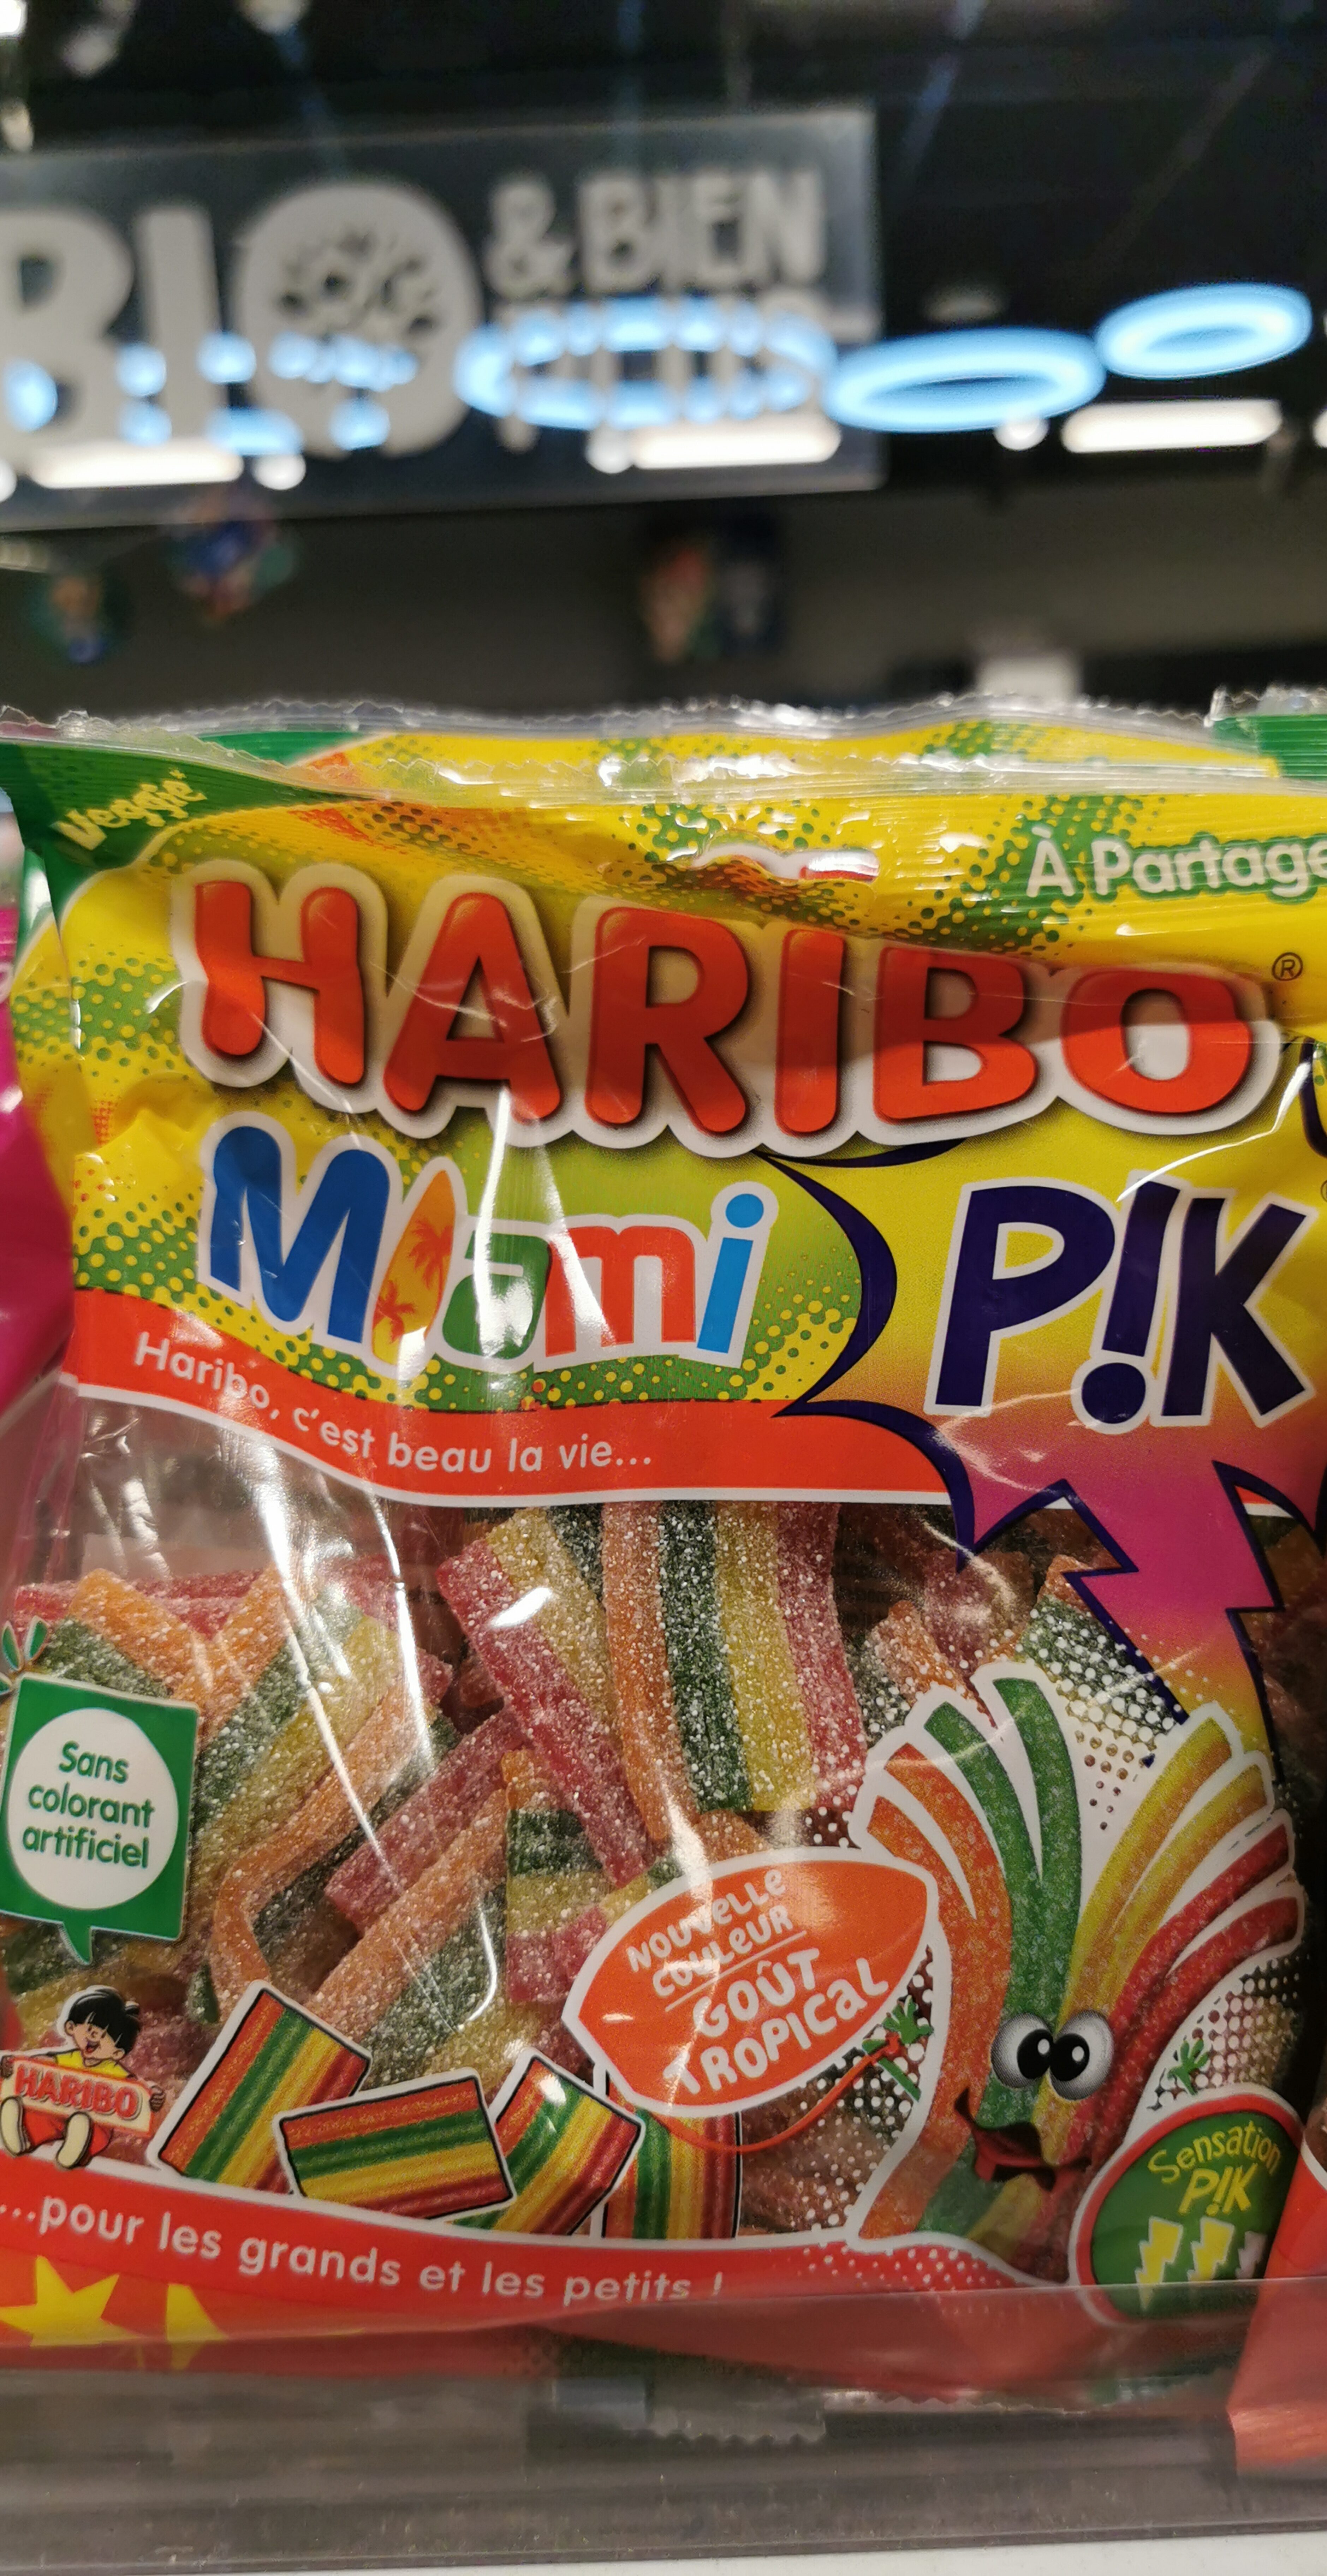 BIO & BIEN
Veggie*
À Partage
HARIBO ®
MIami P!K
Haribo, c'est beau la vie...
Sans
colorant
artificiel
NOUVELLE
COULEUR
GOÛT
TROPICaL
HARIBO
Sensation
P!K
...pour les grands et les petits !